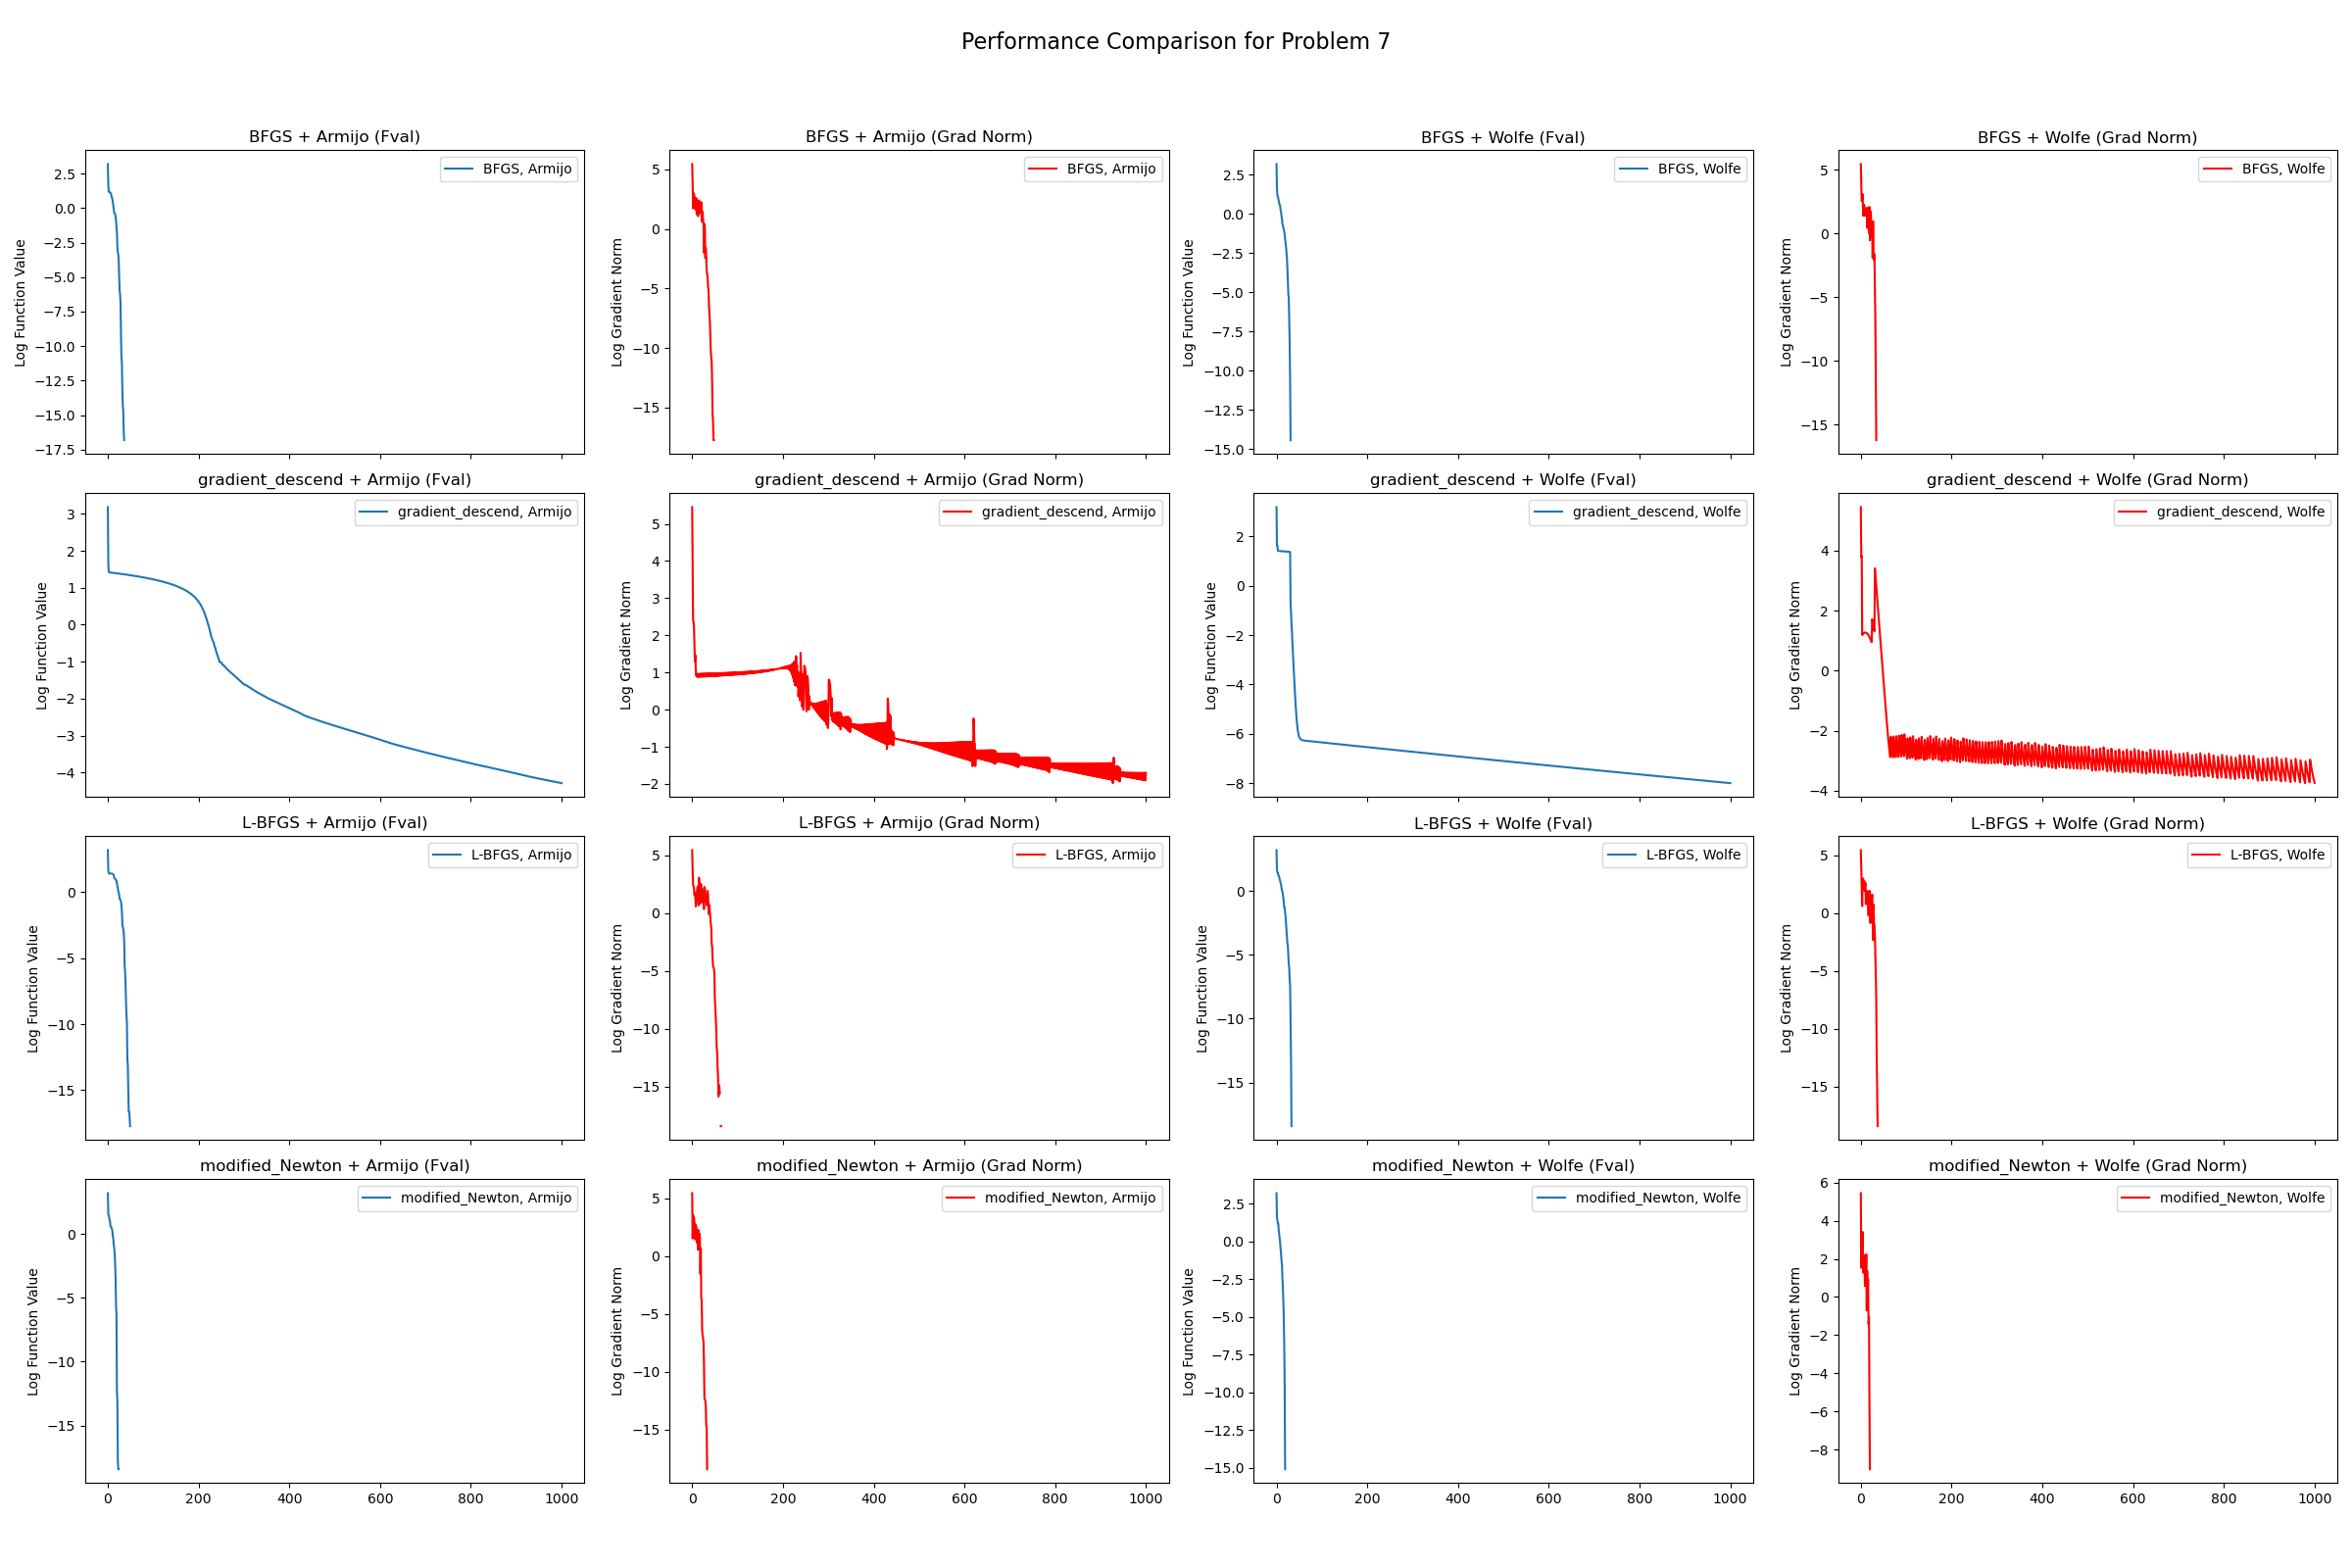 Performance Comparison for Problem 7
BFGS + Armijo (Fval)
BFGS, Armijo
Log Function Value
2.5
0.0
−2.5
−5.0
−7.5
−10.0
−12.5
−15.0
−17.5
BFGS + Armijo (Grad Norm)
BFGS, Armijo
Log Gradient Norm
5
0
−5
−10
−15
BFGS + Wolfe (Fval)
BFGS, Wolfe
Log Function Value
2.5
0.0
−2.5
−5.0
−7.5
−10.0
−12.5
−15.0
BFGS + Wolfe (Grad Norm)
BFGS, Wolfe
Log Gradient Norm
5
0
−5
−10
−15
gradient_descend + Armijo (Fval)
gradient_descend, Armijo
Log Function Value
3
2
1
0
−1
−2
−3
−4
gradient_descend + Armijo (Grad Norm)
gradient_descend, Armijo
Log Gradient Norm
5
4
3
2
1
0
−1
−2
gradient_descend + Wolfe (Fval)
gradient_descend, Wolfe
Log Function Value
2
0
−2
−4
−6
−8
gradient_descend + Wolfe (Grad Norm)
gradient_descend, Wolfe
Log Gradient Norm
4
2
0
−2
−4
L-BFGS + Armijo (Fval)
L-BFGS, Armijo
Log Function Value
0
−5
−10
−15
L-BFGS + Armijo (Grad Norm)
L-BFGS, Armijo
Log Gradient Norm
5
0
−5
−10
−15
L-BFGS + Wolfe (Fval)
L-BFGS, Wolfe
Log Function Value
0
−5
−10
−15
L-BFGS + Wolfe (Grad Norm)
L-BFGS, Wolfe
Log Gradient Norm
5
0
−5
−10
−15
modified_Newton + Armijo (Fval)
modified_Newton, Armijo
Log Function Value
0
−5
−10
−15
0 200 400 600 800 1000
modified_Newton + Armijo (Grad Norm)
modified_Newton, Armijo
Log Gradient Norm
5
0
−5
−10
−15
0 200 400 600 800 1000
modified_Newton + Wolfe (Fval)
modified_Newton, Wolfe
Log Function Value
2.5
0.0
−2.5
−5.0
−7.5
−10.0
−12.5
−15.0
0 200 400 600 800 1000
modified_Newton + Wolfe (Grad Norm)
modified_Newton, Wolfe
Log Gradient Norm
6
4
2
0
−2
−4
−6
−8
0 200 400 600 800 1000